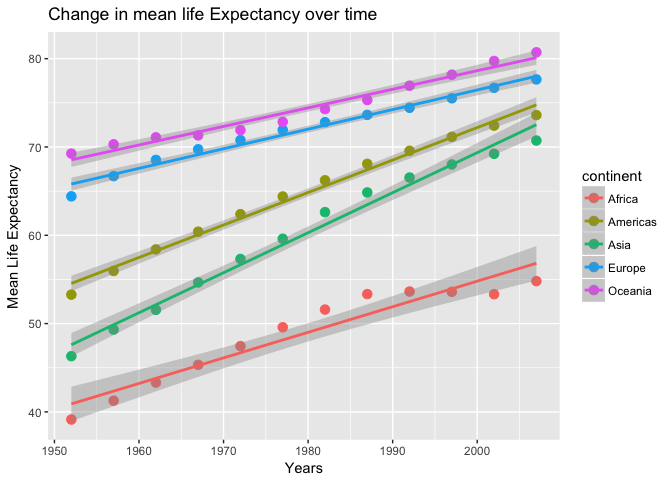 Change in mean life Expectancy over time
80
70
60
50
40
Mean Life Expectancy
1950
1960
1970
1980
1990
2000
Years
continent
Africa
Americas
Asia
Europe
Oceania